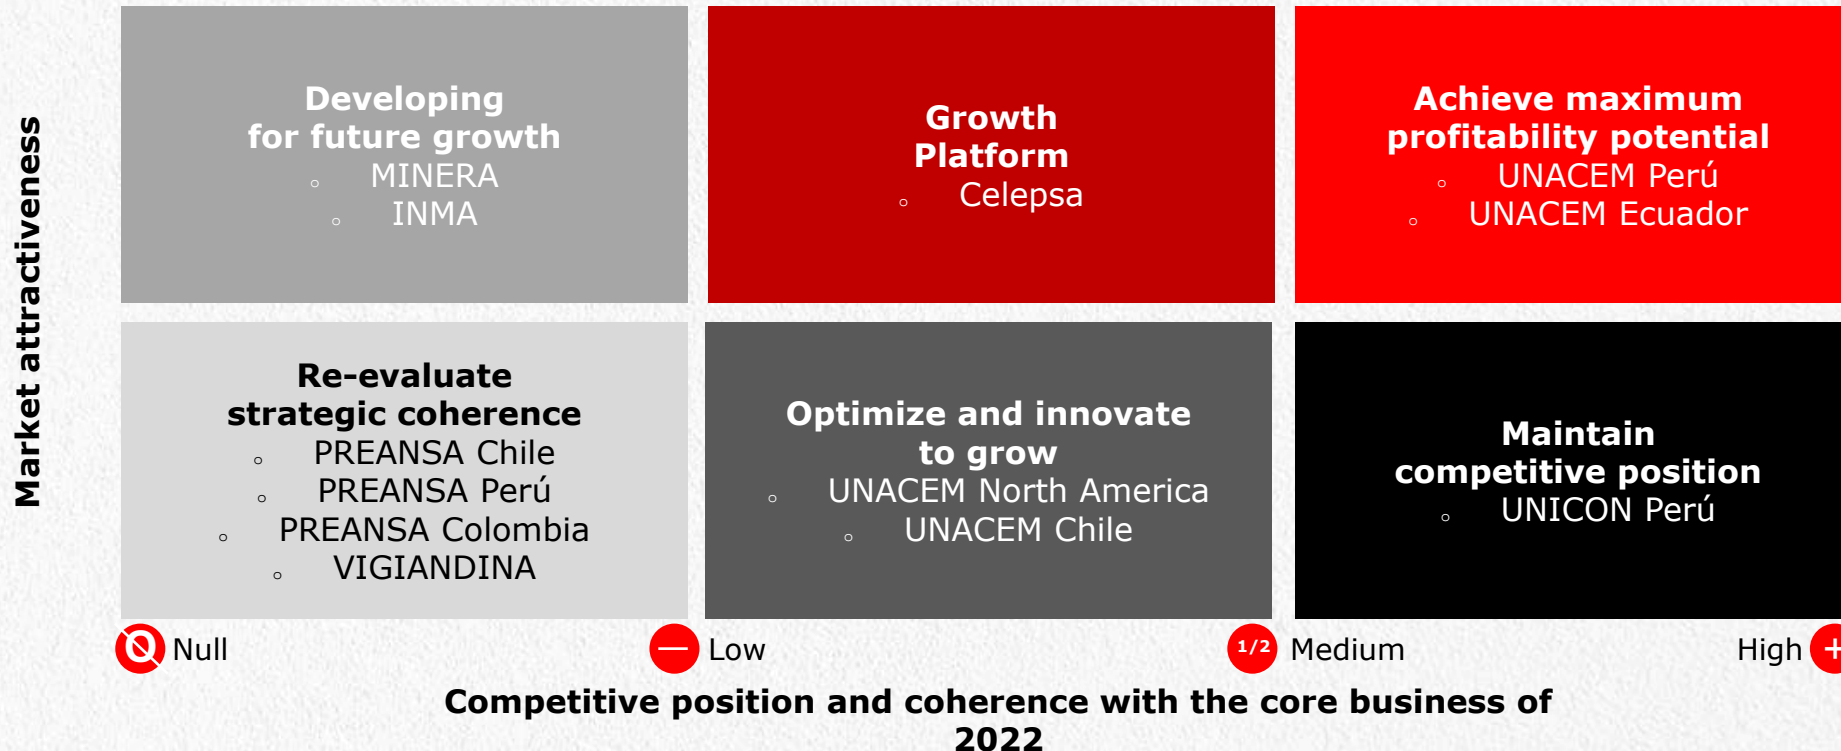 Market attractiveness
Developing
for future growth
◦ MINERA
◦ INMA
Growth
Platform
◦ Celepsa
Achieve maximum
profitability potential
◦ UNACEM Perú
◦ UNACEM Ecuador
Re-evaluate
strategic coherence
◦ PREANSA Chile
◦ PREANSA Perú
◦ PREANSA Colombia
◦ VIGIANDINA
Optimize and innovate
to grow
◦ UNACEM North America
◦ UNACEM Chile
Maintain
competitive position
◦ UNICON Perú
Null
— Low
1/2 Medium
High +
Competitive position and coherence with the core business of
2022